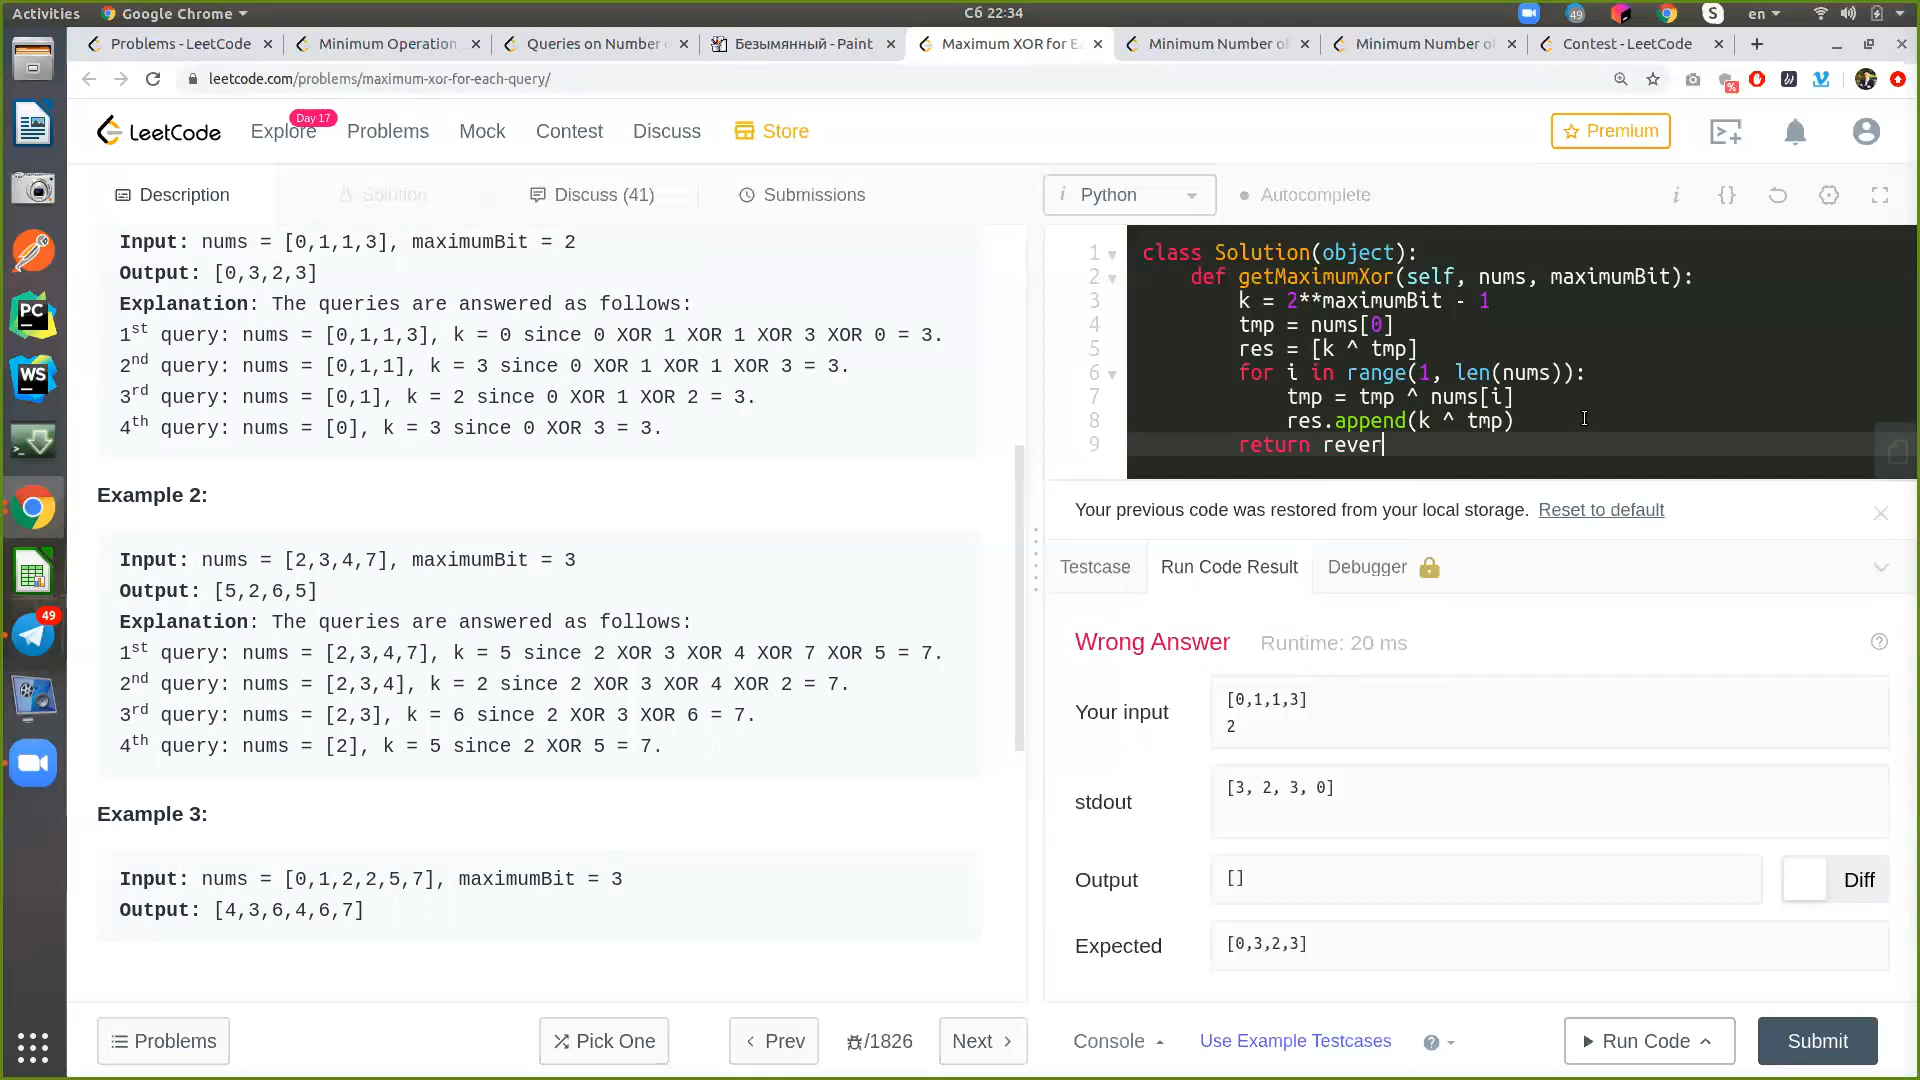 Activities Google Chrome Сб 22:34 49 S en
Problems - LeetCode Minimum Operation Queries on Number Безымянный - Paint Maximum XOR for E Minimum Number of Minimum Number of Contest - LeetCode
leetcode.com/problems/maximum-xor-for-each-query/
LeetCode Explore Day 17 Problems Mock Contest Discuss Store Premium
Description Solution Discuss (41) Submissions
Input: nums = [0,1,1,3], maximumBit = 2
Output: [0,3,2,3]
Explanation: The queries are answered as follows:
1st query: nums = [0,1,1,3], k = 0 since 0 XOR 1 XOR 1 XOR 3 XOR 0 = 3.
2nd query: nums = [0,1,1], k = 3 since 0 XOR 1 XOR 1 XOR 3 = 3.
3rd query: nums = [0,1], k = 2 since 0 XOR 1 XOR 2 = 3.
4th query: nums = [0], k = 3 since 0 XOR 3 = 3.
Example 2:
Input: nums = [2,3,4,7], maximumBit = 3
Output: [5,2,6,5]
Explanation: The queries are answered as follows:
1st query: nums = [2,3,4,7], k = 5 since 2 XOR 3 XOR 4 XOR 7 XOR 5 = 7.
2nd query: nums = [2,3,4], k = 2 since 2 XOR 3 XOR 4 XOR 2 = 7.
3rd query: nums = [2,3], k = 6 since 2 XOR 3 XOR 6 = 7.
4th query: nums = [2], k = 5 since 2 XOR 5 = 7.
Example 3:
Input: nums = [0,1,2,2,5,7], maximumBit = 3
Output: [4,3,6,4,6,7]
Problems Pick One Prev /1826 Next
i Python Autocomplete i {}
1 class Solution(object):
2 def getMaximumXor(self, nums, maximumBit):
3 k = 2**maximumBit - 1
4 tmp = nums[0]
5 res = [k ^ tmp]
6 for i in range(1, len(nums)):
7 tmp = tmp ^ nums[i]
8 res.append(k ^ tmp)
9 return rever
Your previous code was restored from your local storage. Reset to default
Testcase Run Code Result Debugger
Wrong Answer Runtime: 20 ms
Your input
[0,1,1,3]
2
stdout [3, 2, 3, 0]
Output [] Diff
Expected [0,3,2,3]
Console Use Example Testcases Run Code Submit
PC
WS
49